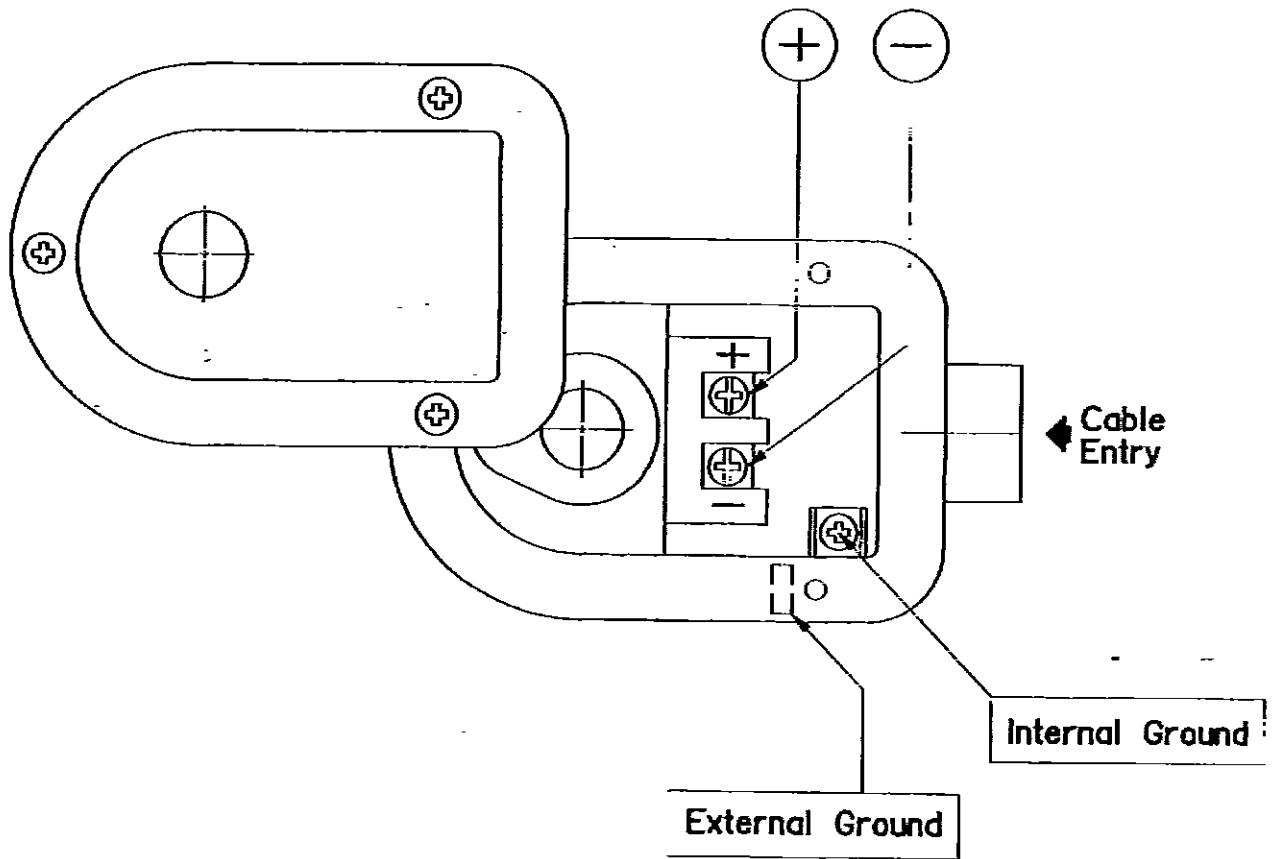 + −
+
−
Cable
Entry
Internal Ground
External Ground